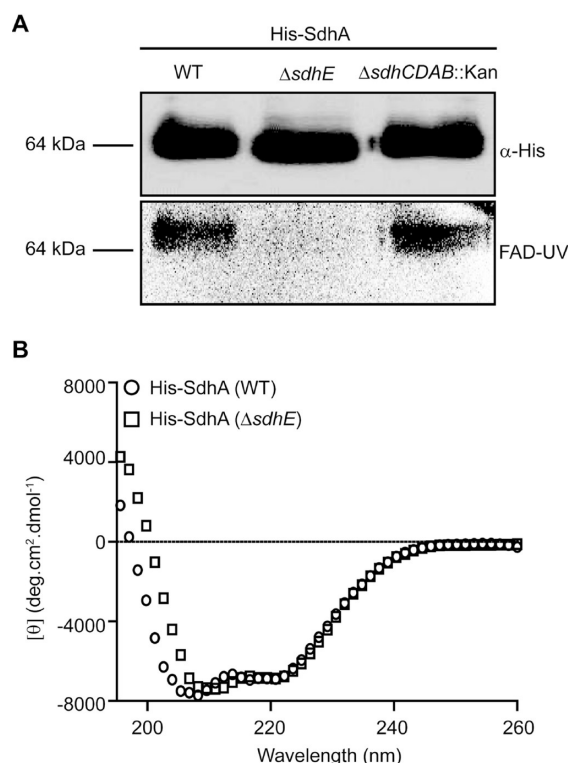 A
His-SdhA
WT ΔsdhE ΔsdhCDAB::Kan
64 kDa
α-His
64 kDa
FAD-UV
B
8000
4000
0
-4000
-8000
[θ] (deg.cm².dmol⁻¹)
His-SdhA (WT)
His-SdhA (ΔsdhE)
200 220 240 260
Wavelength (nm)